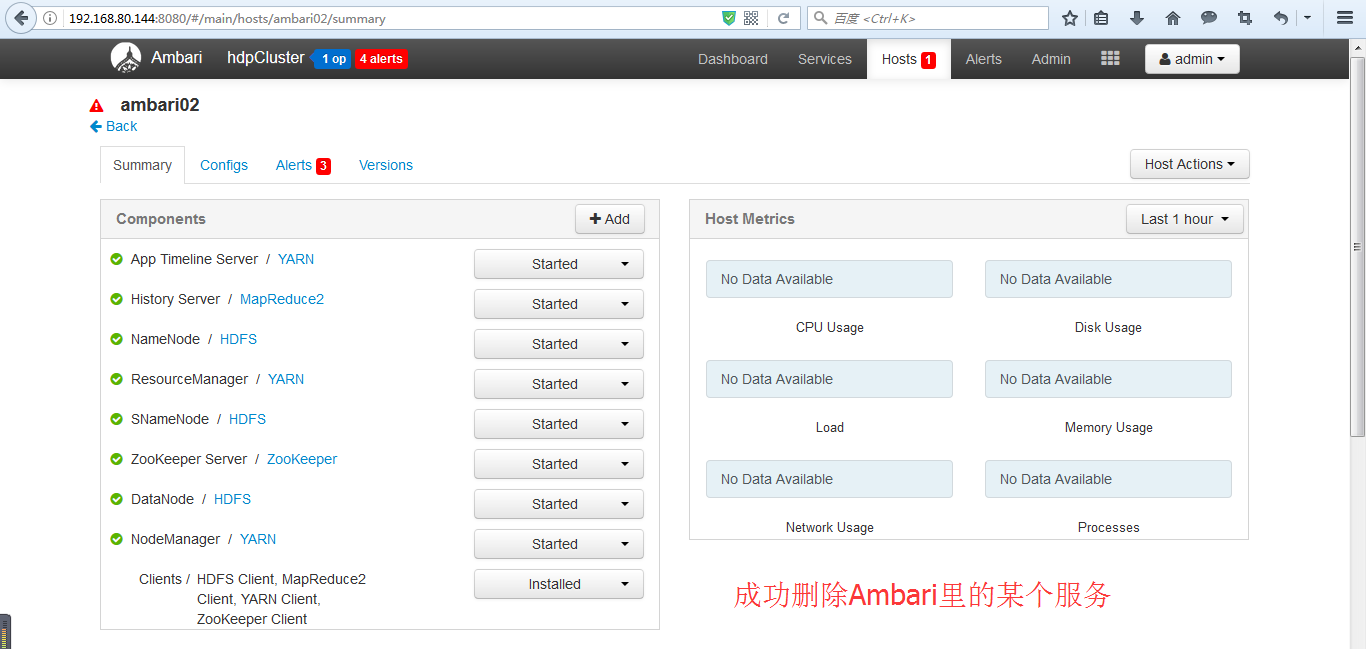 192.168.80.144:8080/#/main/hosts/ambari02/summary
百度 <Ctrl+K>
Ambari hdpCluster 1 op 4 alerts Dashboard Services Hosts 1 Alerts Admin admin
ambari02
Back
Summary Configs Alerts 3 Versions Host Actions
Components Add
App Timeline Server / YARN Started
History Server / MapReduce2 Started
NameNode / HDFS Started
ResourceManager / YARN Started
SNameNode / HDFS Started
ZooKeeper Server / ZooKeeper Started
DataNode / HDFS Started
NodeManager / YARN Started
Clients / HDFS Client, MapReduce2 Installed
Client, YARN Client,
ZooKeeper Client
Host Metrics Last 1 hour
No Data Available No Data Available
CPU Usage Disk Usage
No Data Available No Data Available
Load Memory Usage
No Data Available No Data Available
Network Usage Processes
成功删除Ambari里的某个服务